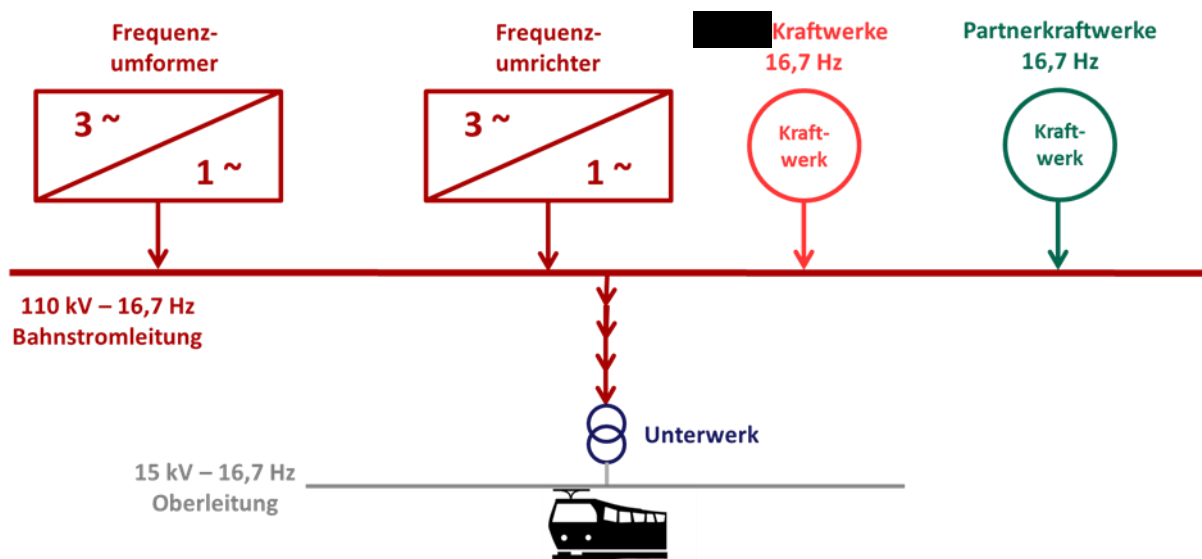 Frequenz-
umformer
3 ~
1 ~
Frequenz-
umrichter
3 ~
1 ~
Kraftwerke
16,7 Hz
Kraft-
werk
Partnerkraftwerke
16,7 Hz
Kraft-
werk
110 kV – 16,7 Hz
Bahnstromleitung
Unterwerk
15 kV – 16,7 Hz
Oberleitung